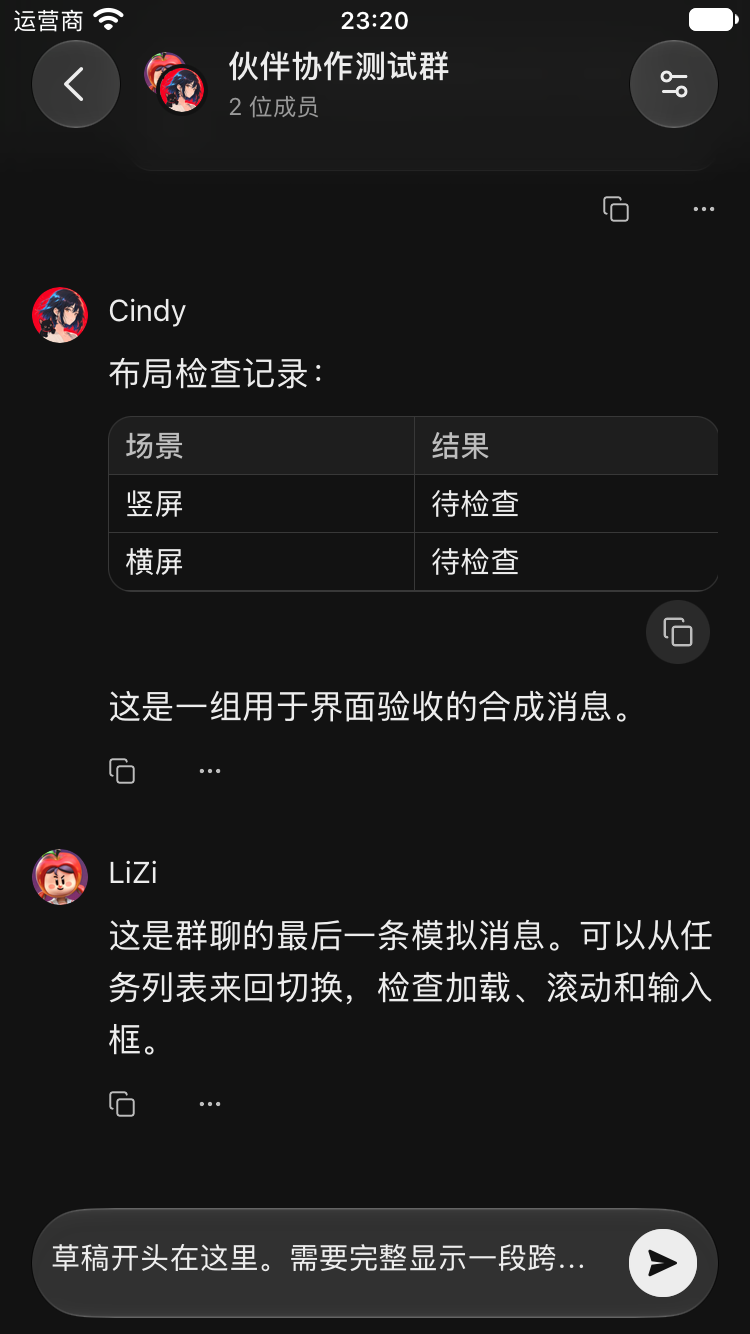 运营商 23:20
伙伴协作测试群
2 位成员
Cindy
布局检查记录：
场景 结果
竖屏 待检查
横屏 待检查
这是一组用于界面验收的合成消息。
LiZi
这是群聊的最后一条模拟消息。可以从任
务列表来回切换，检查加载、滚动和输入
框。
草稿开头在这里。需要完整显示一段跨…